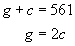 g + c = 561
g = 2c